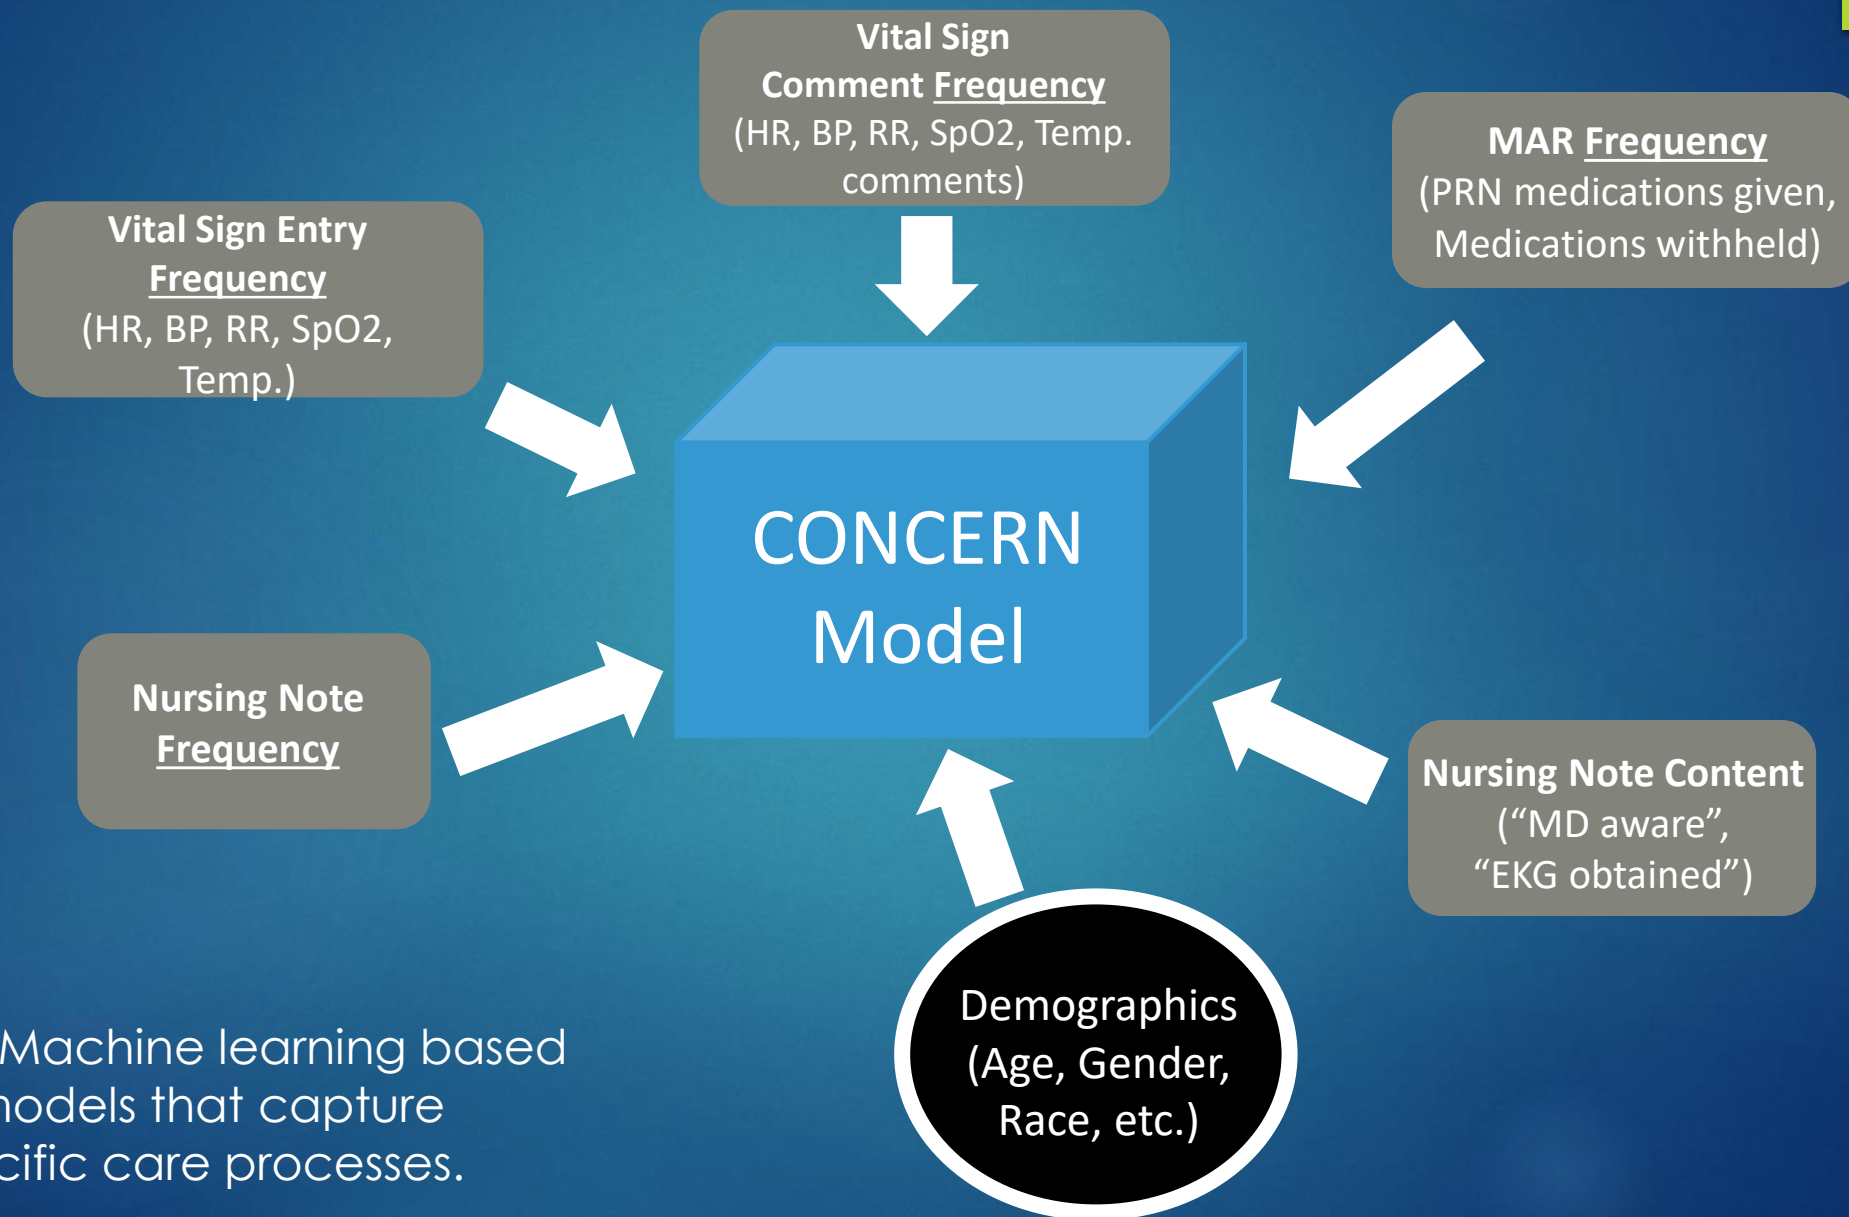 Vital Sign
Comment Frequency
(HR, BP, RR, SpO2, Temp.
comments)
MAR Frequency
(PRN medications given,
Medications withheld)
Vital Sign Entry
Frequency
(HR, BP, RR, SpO2,
Temp.)
CONCERN
Model
Nursing Note
Frequency
Nursing Note Content
(“MD aware”,
“EKG obtained”)
Demographics
(Age, Gender,
Race, etc.)
Machine learning based
that capture
care processes.